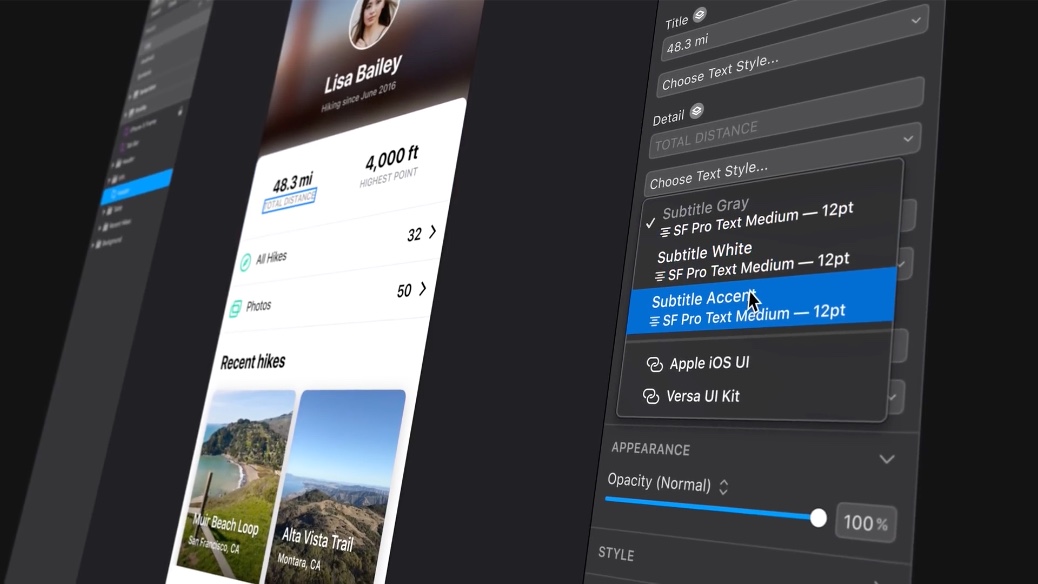 Lisa Bailey
Hiking since June 2016
48.3 mi
TOTAL DISTANCE
4,000 ft
HIGHEST POINT
All Hikes
32
Photos
50
Recent hikes
Muir Beach Loop
San Francisco, CA
Alta Vista Trail
Montara, CA
Title
48.3 mi
Choose Text Style...
Detail
TOTAL DISTANCE
Choose Text Style...
Subtitle Gray
SF Pro Text Medium — 12pt
Subtitle White
SF Pro Text Medium — 12pt
Subtitle Accent
SF Pro Text Medium — 12pt
Apple iOS UI
Versa UI Kit
APPEARANCE
Opacity (Normal)
100%
STYLE